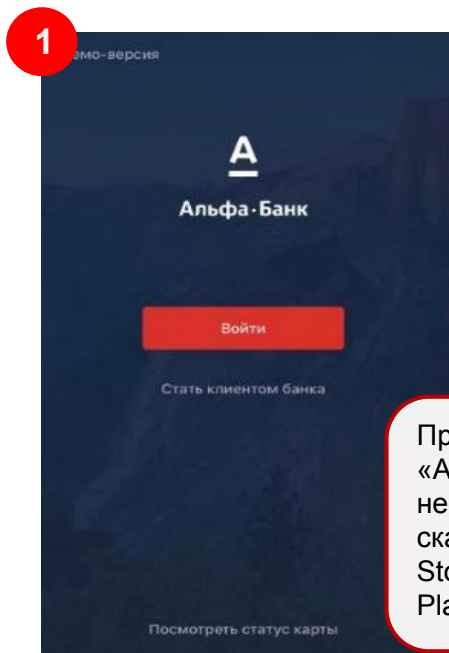 1
емо-версия
А
Альфа·Банк
Войти
Стать клиентом банка
Пр
«А
не
ска
Sto
Pla
Посмотреть статус карты